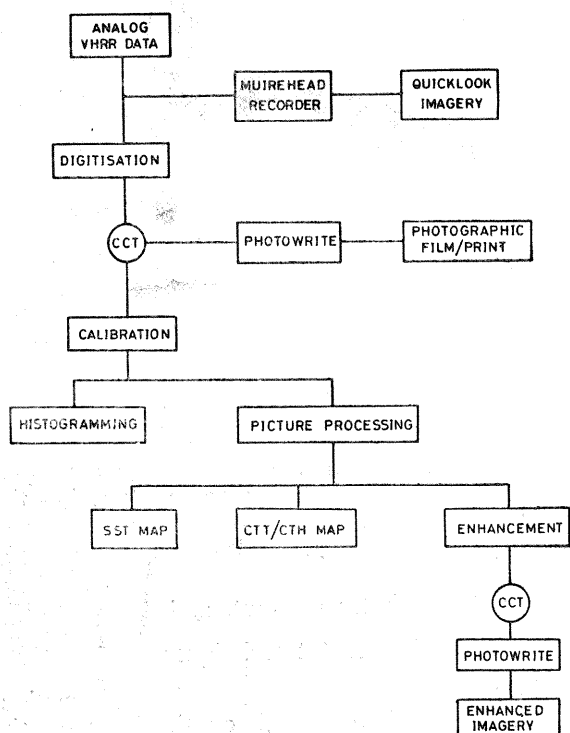 ANALOG
VHRR DATA
MUIREHEAD
RECORDER
QUICKLOOK
IMAGERY
DIGITISATION
CCT
PHOTOWRITE
PHOTOGRAPHIC
FILM/PRINT
CALIBRATION
HISTOGRAMMING
PICTURE PROCESSING
SST MAP
CTT/CTH MAP
ENHANCEMENT
CCT
PHOTOWRITE
ENHANCED
IMAGERY